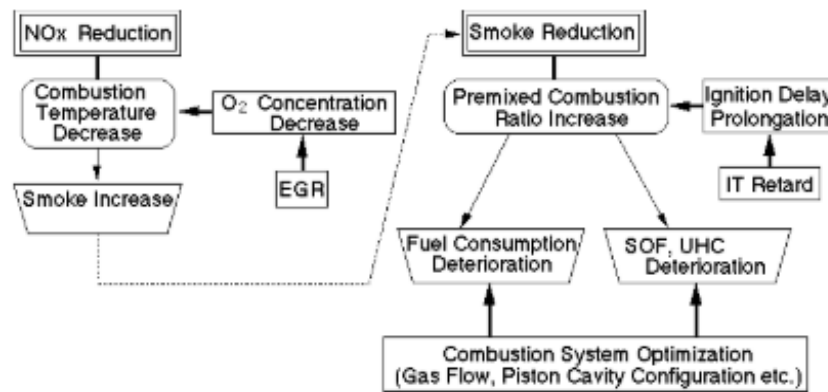 NOx Reduction
Combustion
Temperature
Decrease
O₂ Concentration
Decrease
EGR
Smoke Increase
Smoke Reduction
Premixed Combustion
Ratio Increase
Ignition Delay
Prolongation
IT Retard
Fuel Consumption
Deterioration
SOF, UHC
Deterioration
Combustion System Optimization
(Gas Flow, Piston Cavity Configuration etc.)